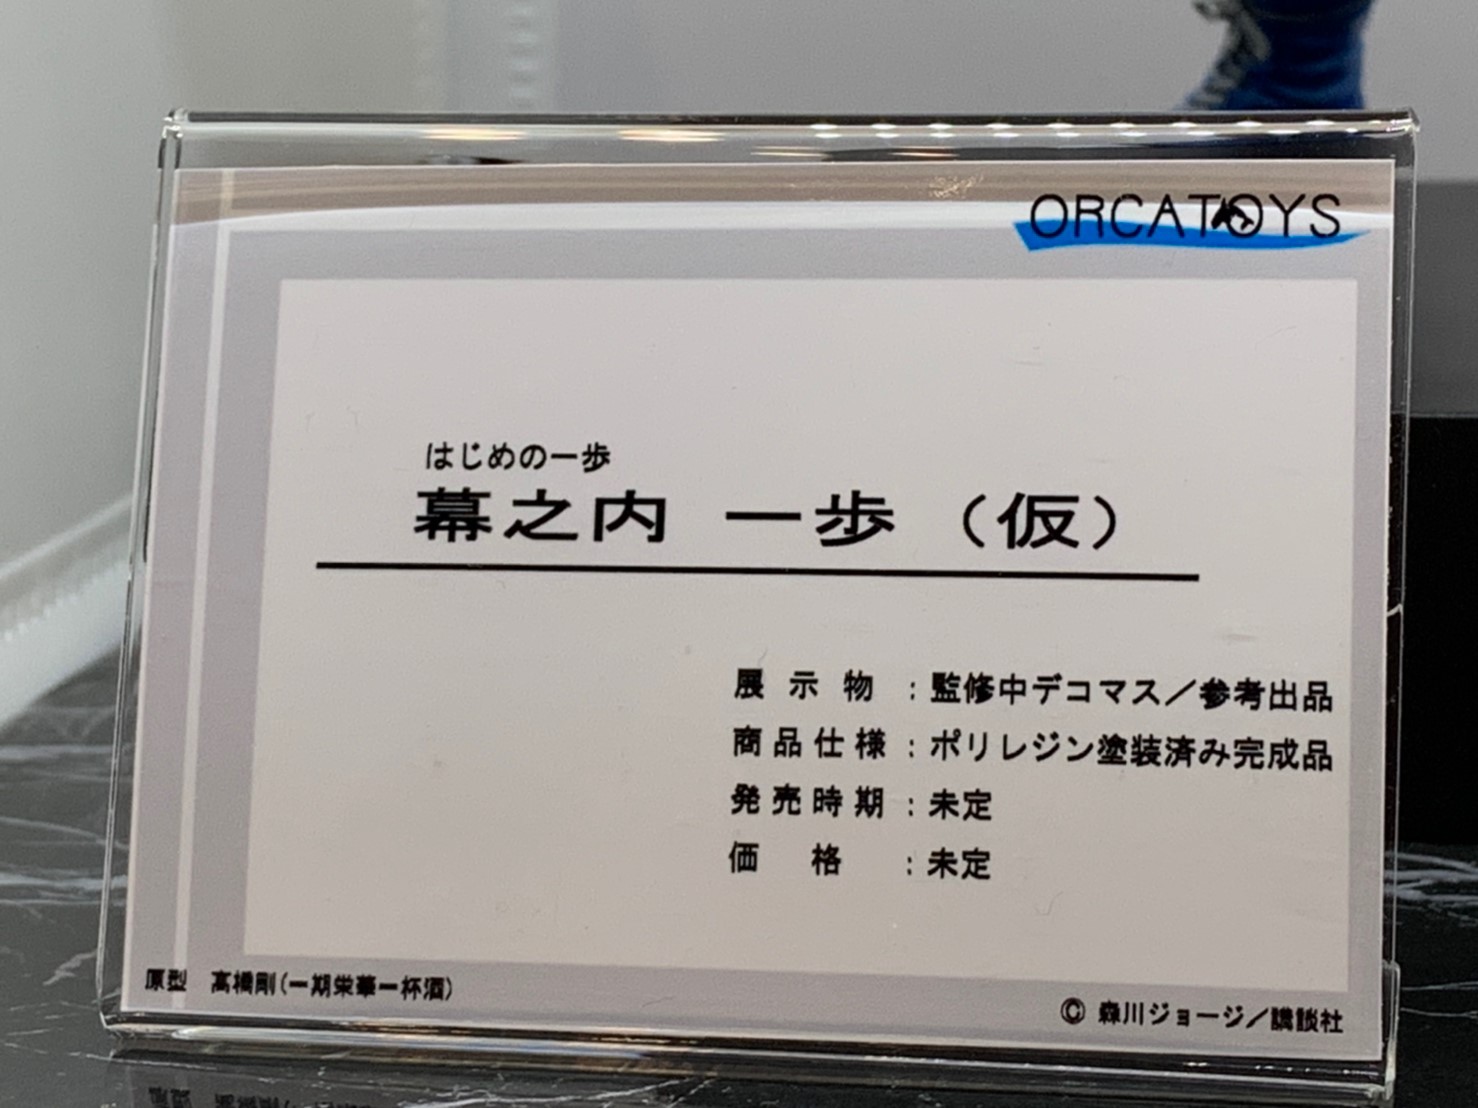 ORCATOYS
はじめの一歩
幕之内 一歩（仮）
展示物：監修中デコマス／参考出品
商品仕様：ポリレジン塗装済み完成品
発売時期：未定
価格：未定
原型 高橋剛(一期栄華一杯酒)
© 森川ジョージ／講談社